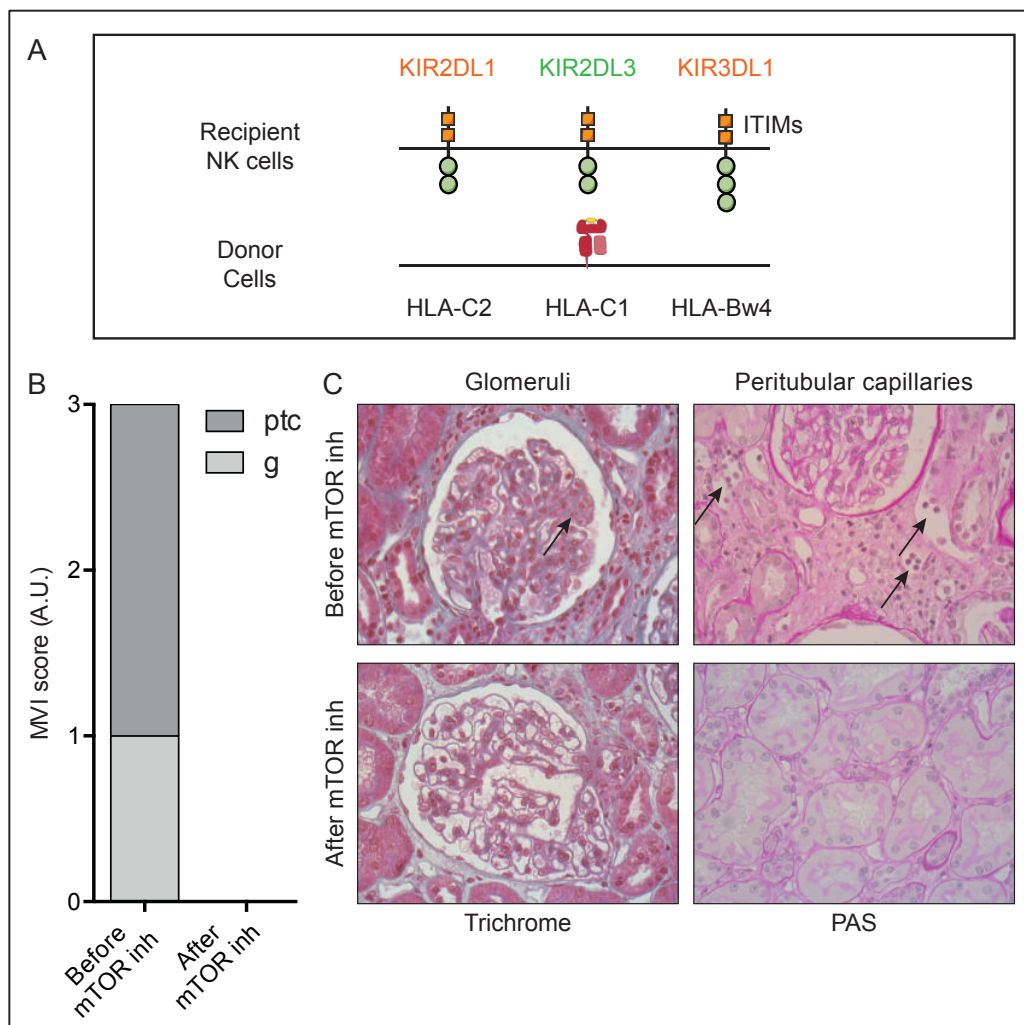 A
KIR2DL1 KIR2DL3 KIR3DL1
Recipient
NK cells
ITIMs
Donor
Cells
HLA-C2 HLA-C1 HLA-Bw4
B
MVI score (A.U.)
3
2
1
0
ptc
g
Before
mTOR inh
After
mTOR inh
C
Glomeruli
Peritubular capillaries
Before mTOR inh
After mTOR inh
Trichrome
PAS